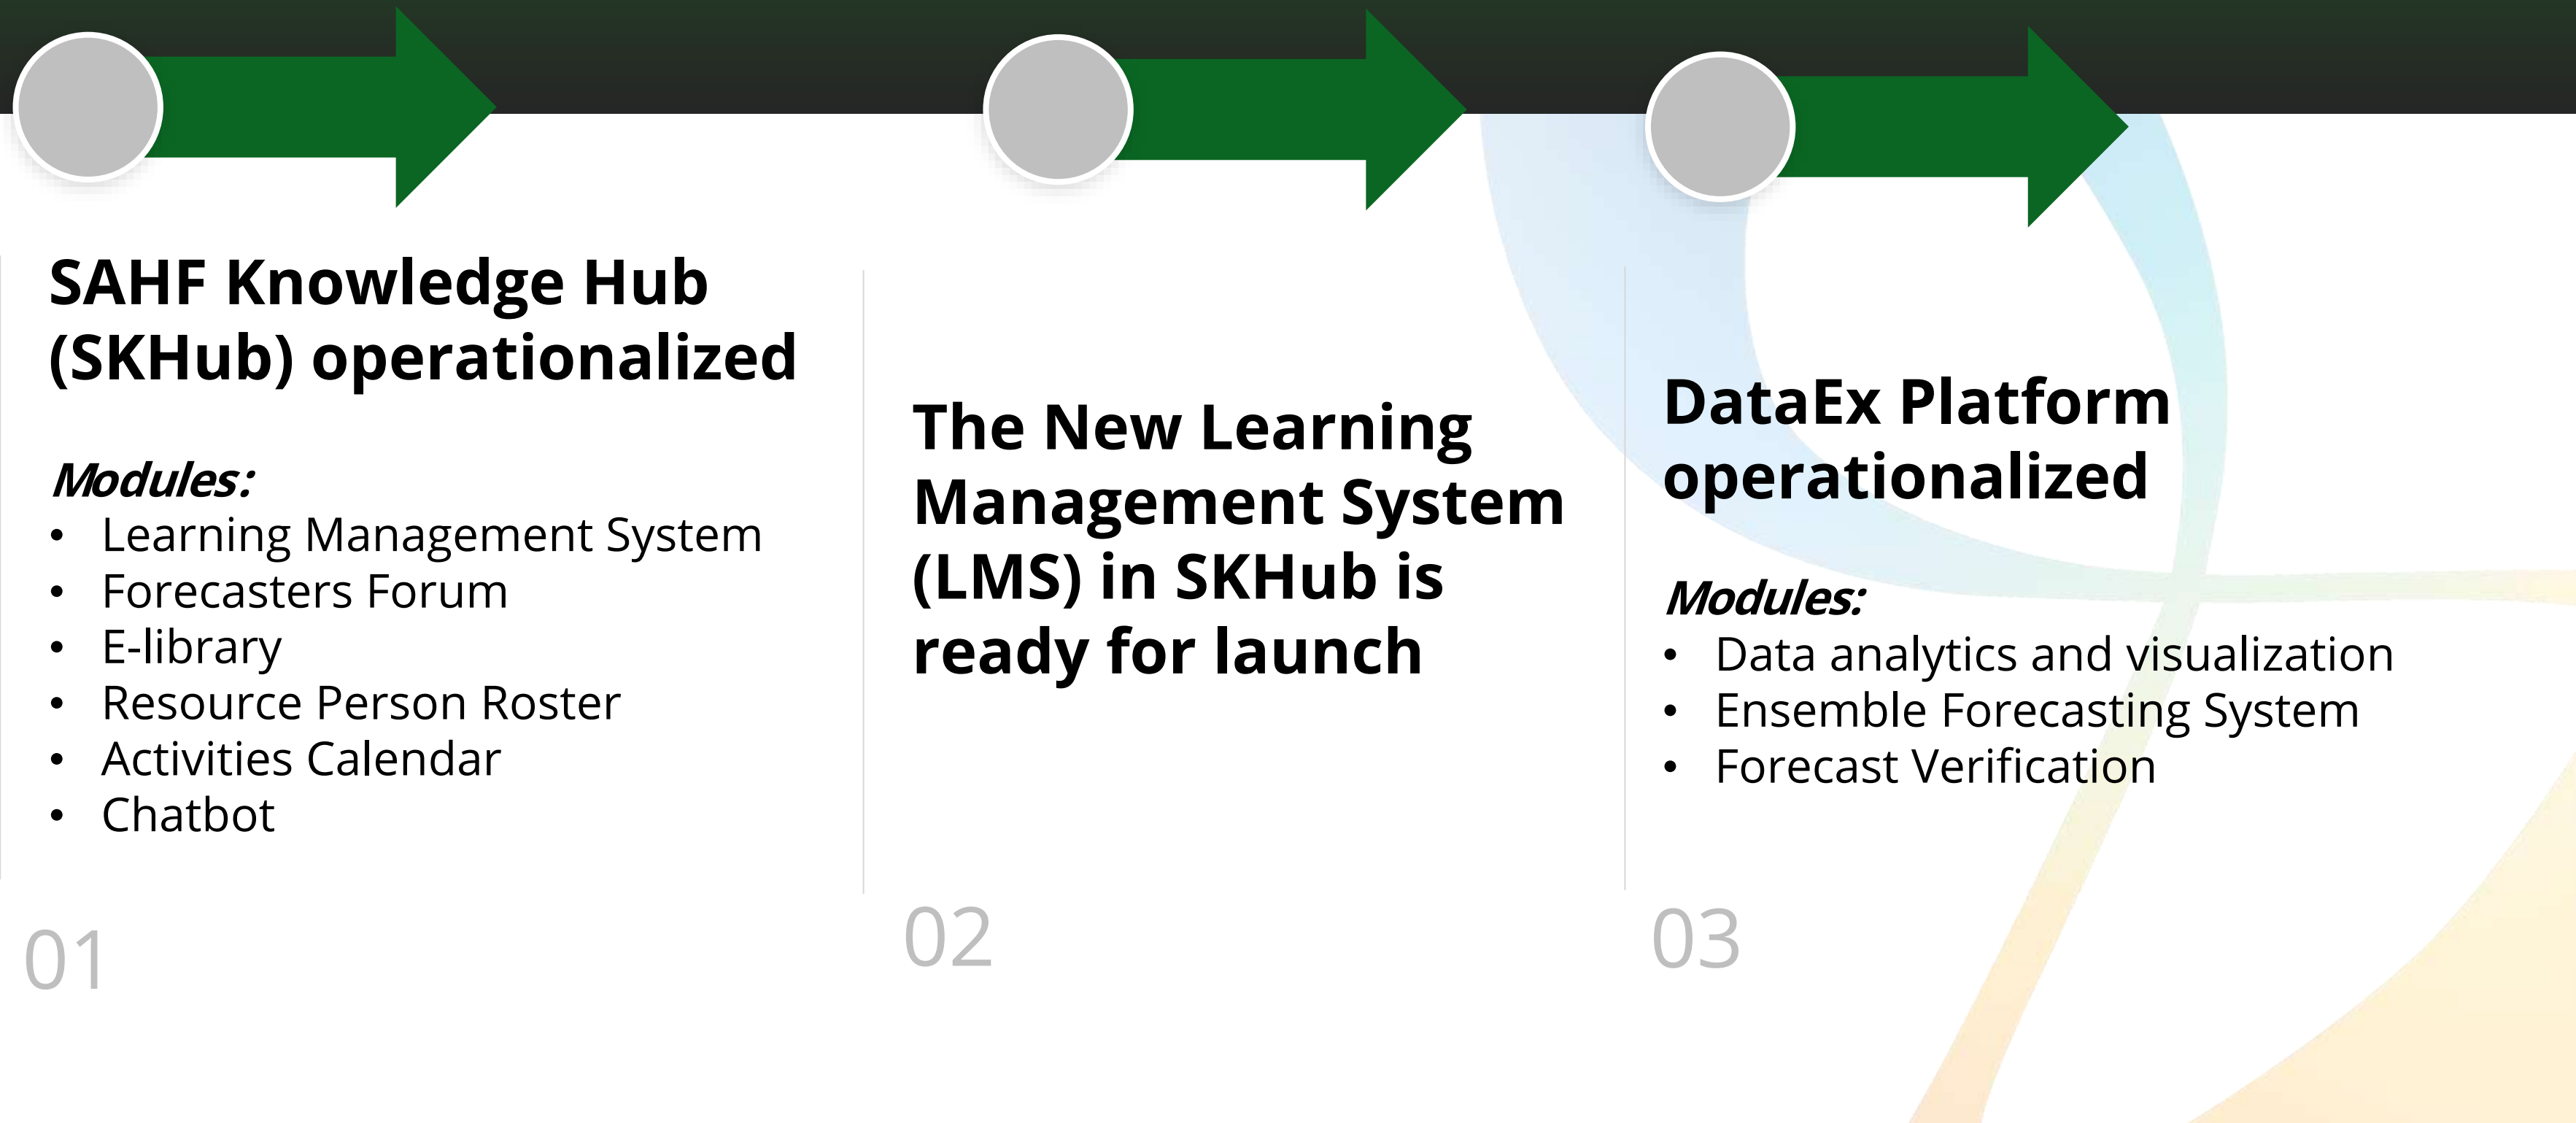 SAHF Knowledge Hub
(SKHub) operationalized
Modules:
• Learning Management System
• Forecasters Forum
• E-library
• Resource Person Roster
• Activities Calendar
• Chatbot
01
The New Learning
Management System
(LMS) in SKHub is
ready for launch
02
DataEx Platform
operationalized
Modules:
• Data analytics and visualization
• Ensemble Forecasting System
• Forecast Verification
03